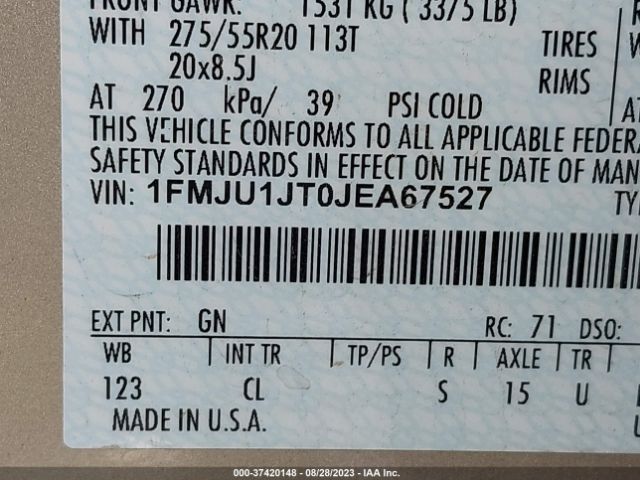 FRONT GAWR: 1531 KG ( 3375 LB)
WITH 275/55R20 113T TIRES
20x8.5J RIMS
AT 270 kPa/ 39 PSI COLD
THIS VEHICLE CONFORMS TO ALL APPLICABLE
SAFETY STANDARDS IN EFFECT ON THE DATE OF
VIN: 1FMJU1JT0JEA67527
EXT PNT: GN RC: 71 DSO:
WB INT TR TP/PS R AXLE TR
123 CL S 15 U
MADE IN U.S.A.
000-37420148 - 08/28/2023 - IAA Inc.